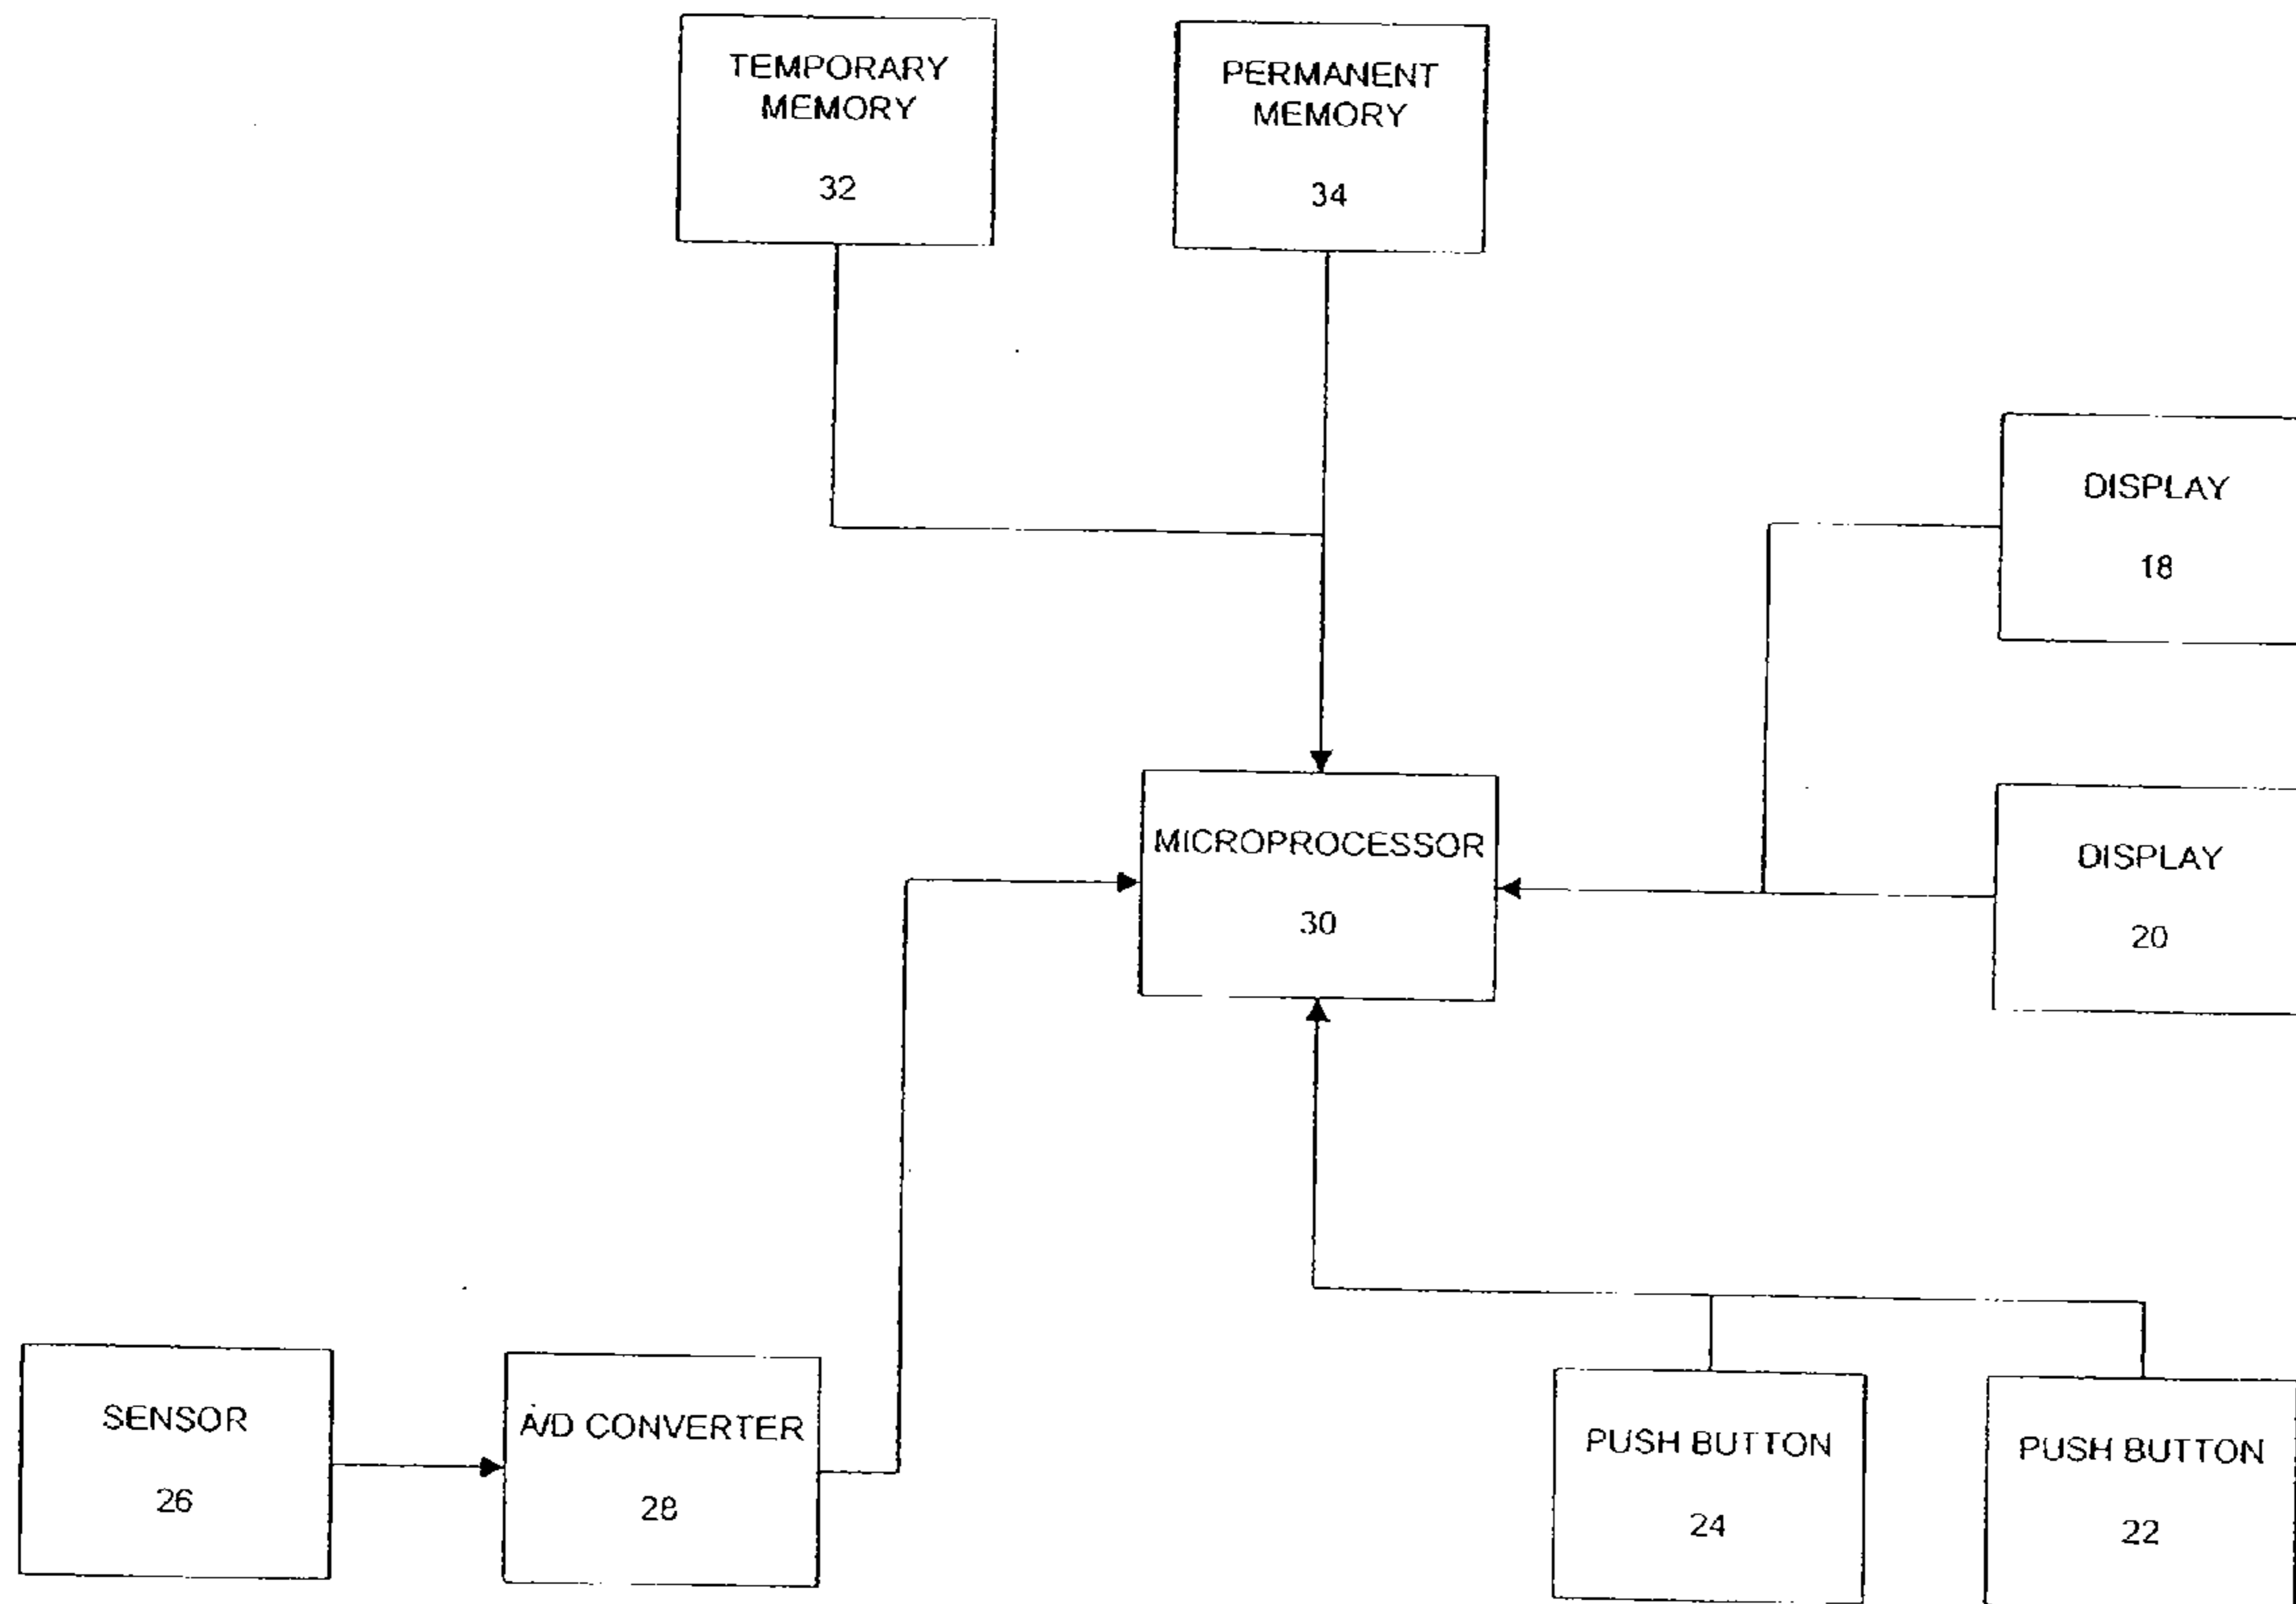 TEMPORARY
MEMORY
32
PERMANENT
MEMORY
34
DISPLAY
18
MICROPROCESSOR
30
DISPLAY
20
SENSOR
26
A/D CONVERTER
28
PUSH BUTTON
24
PUSH BUTTON
22